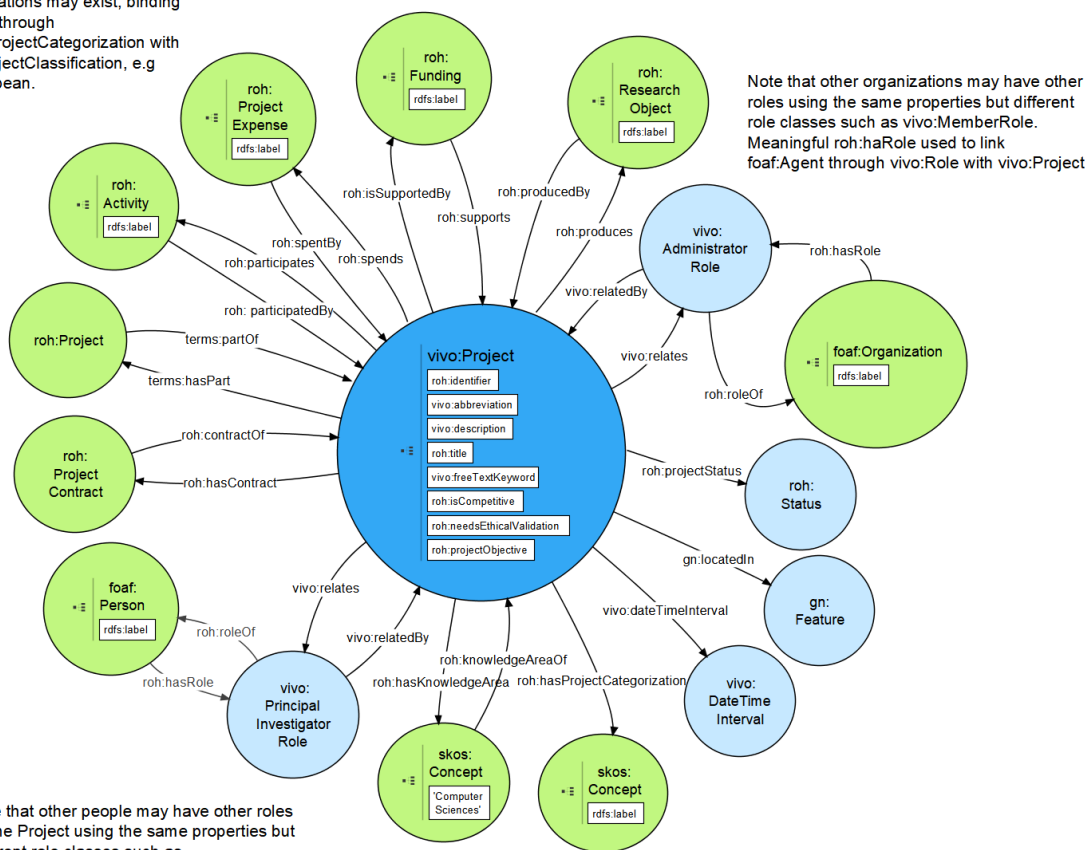 ations may exist, binding
through
rojectCategorization with
jectClassification, e.g
pean.
roh:
Project
Expense
rdfs:label
roh:
Funding
rdfs:label
roh:
Research
Object
rdfs:label
Note that other organizations may have other
roles using the same properties but different
role classes such as vivo:MemberRole.
Meaningful roh:haRole used to link
foaf:Agent through vivo:Role with vivo:Project
roh:
Activity
rdfs:label
roh:isSupportedBy
roh:supports
roh:producedBy
roh:produces
vivo:
Administrator
Role
roh:hasRole
roh:spentBy
roh:spends
roh:participates
roh: participatedBy
vivo:relatedBy
vivo:relates
roh:roleOf
foaf:Organization
rdfs:label
roh:Project
terms:partOf
terms:hasPart
vivo:Project
roh:identifier
vivo:abbreviation
vivo:description
roh:title
vivo:freeTextKeyword
roh:isCompetitive
roh:needsEthicalValidation
roh:projectObjective
roh:contractOf
roh:hasContract
roh:
Project
Contract
roh:projectStatus
roh:
Status
gn:locatedIn
gn:
Feature
foaf:
Person
rdfs:label
vivo:relates
vivo:relatedBy
roh:roleOf
roh:hasRole
vivo:
Principal
Investigator
Role
roh:knowledgeAreaOf
roh:hasKnowledgeArea
roh:hasProjectCategorization
vivo:dateTimeInterval
vivo:
DateTime
Interval
skos:
Concept
'Computer
Sciences'
skos:
Concept
rdfs:label
that other people may have other roles
ne Project using the same properties but
rent role classes such as